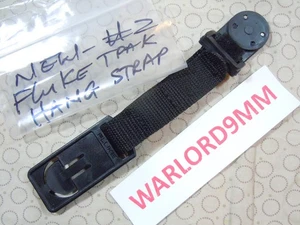 NEW- #2
FLUKE TPAK
HANG STRAP
WARLORD9MM